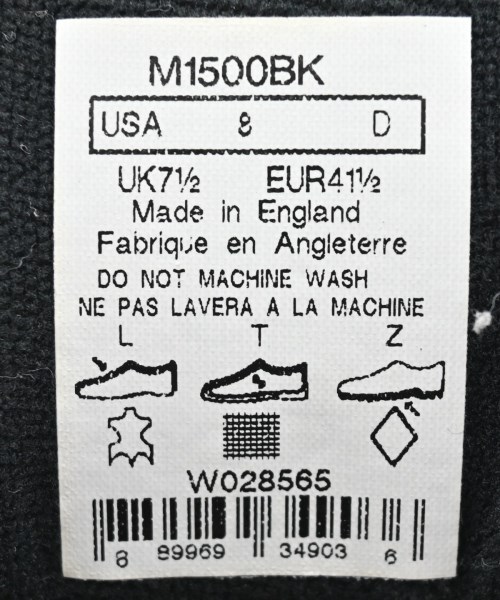 M1500BK
USA 8 D
UK7½ EUR41½
Made in England
Fabrique en Angleterre
DO NOT MACHINE WASH
NE PAS LAVERA A LA MACHINE
L T Z
W028565
8 89969 34903 6